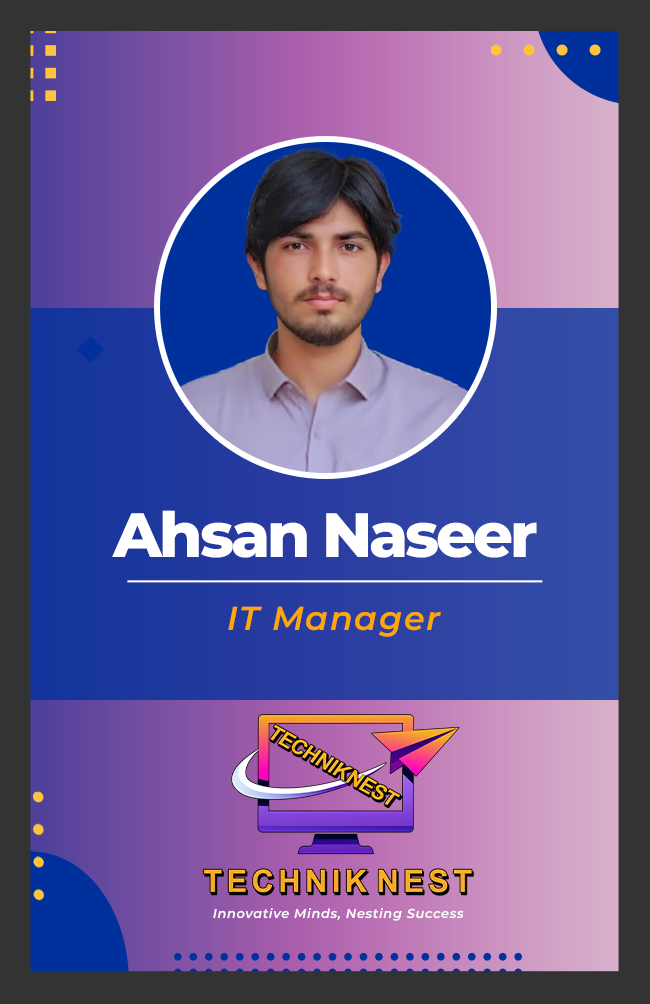 Ahsan Naseer
IT Manager
TECHNIKNEST
TECHNIK NEST
Innovative Minds, Nesting Success